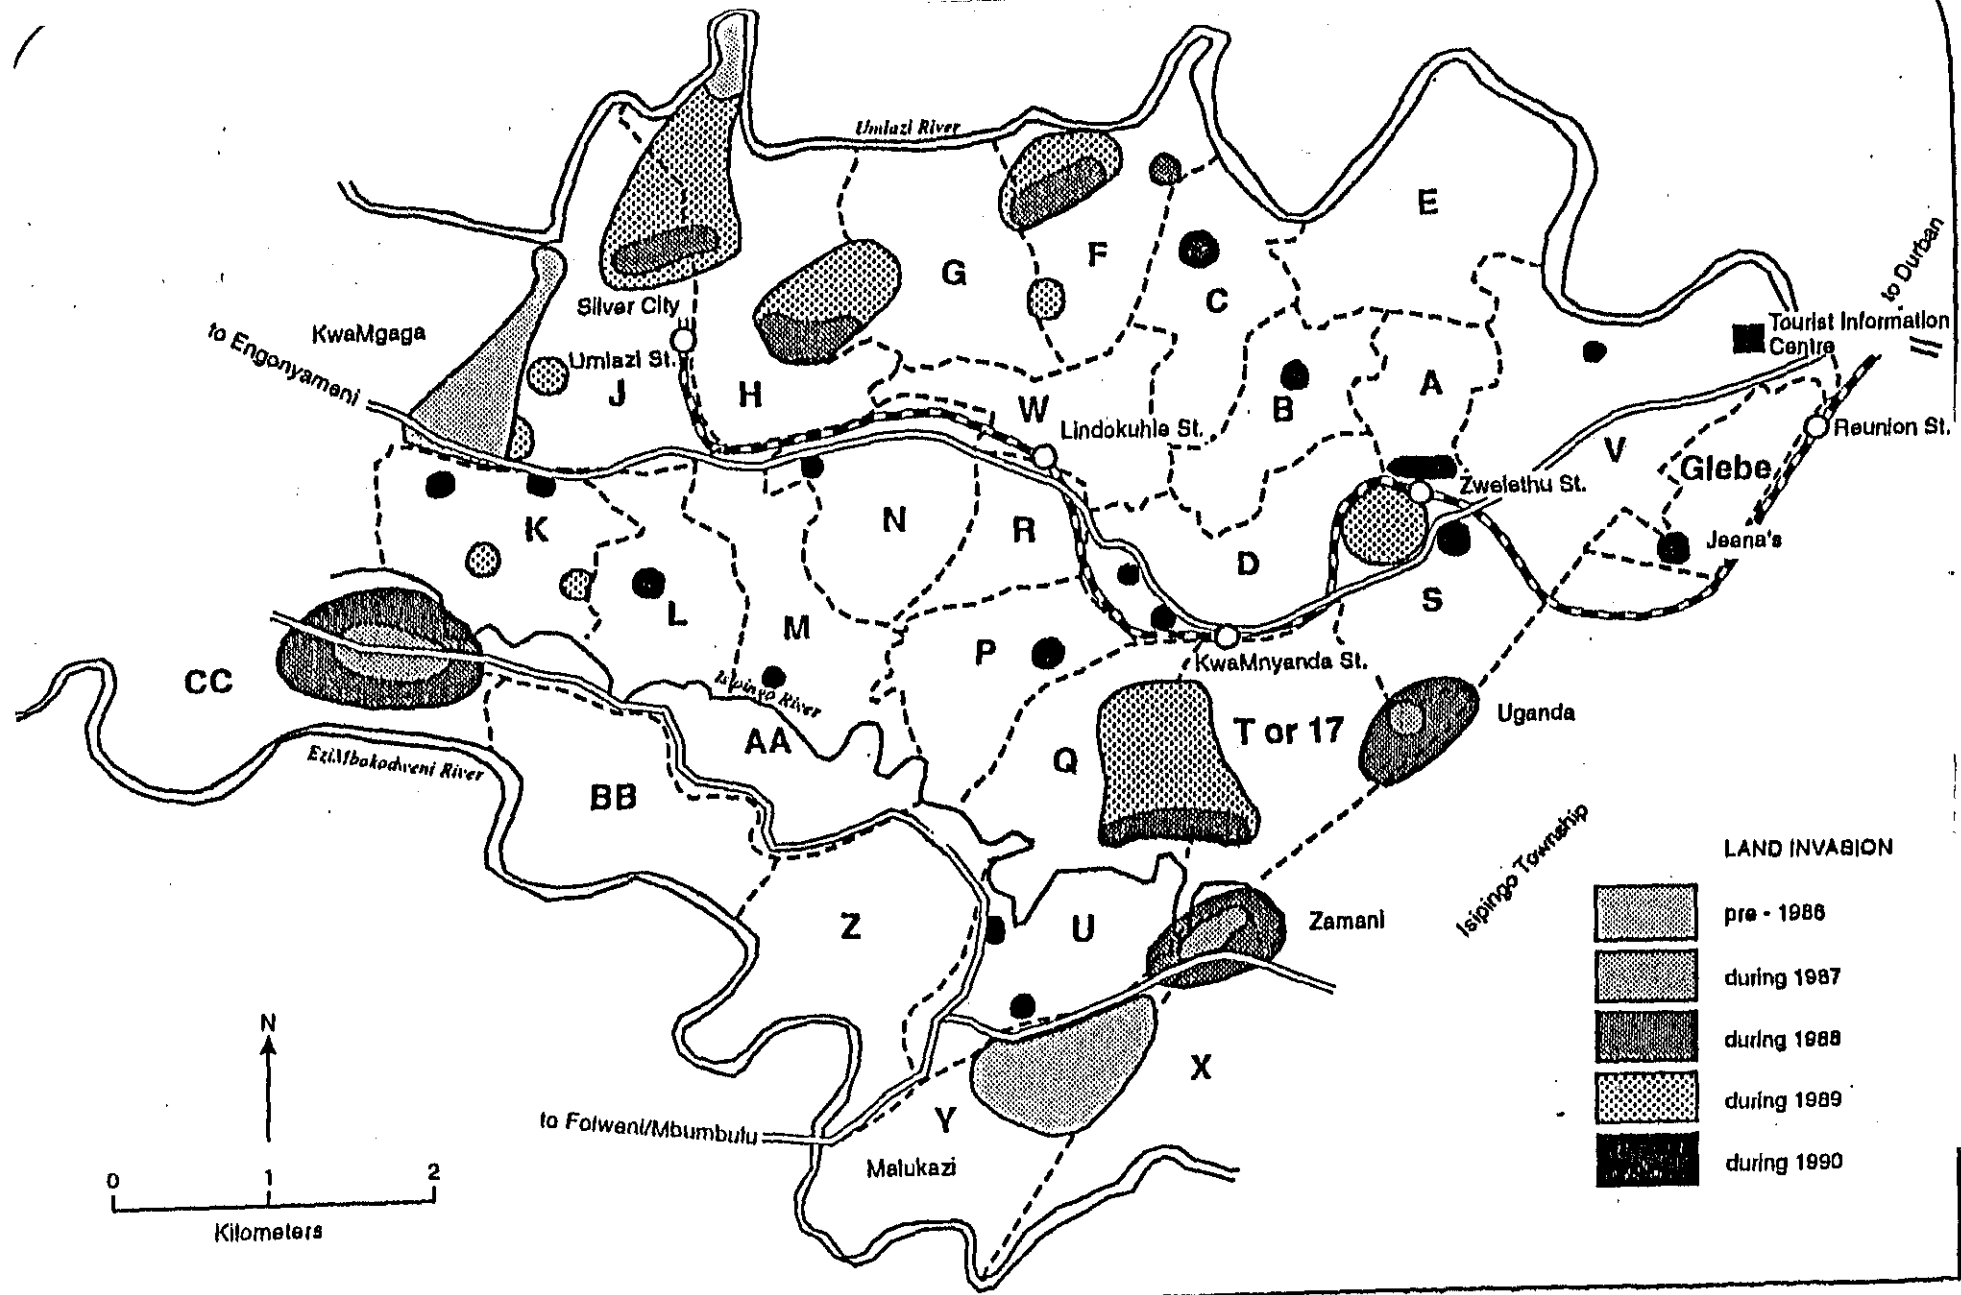 Umlazi River
E
F
G
C
to Durban
Silver City
KwaMgaga
to Engonyameni
Umlazi St.
J
H
W
B
A
Tourist Information
Centre
Lindokuhle St.
V
Reunion St.
Glebe
Zwelethu St.
K
N
R
D
Jeena's
S
L
M
P
KwaMnyanda St.
CC
Isipingo River
AA
Q
T or 17
Uganda
EziMbokodweni River
BB
Isipingo Township
Z
U
Zamani
X
Y
to Folweni/Mbumbulu
Malukazi
N
0 1 2
Kilometers
LAND INVASION
pre - 1986
during 1987
during 1988
during 1989
during 1990